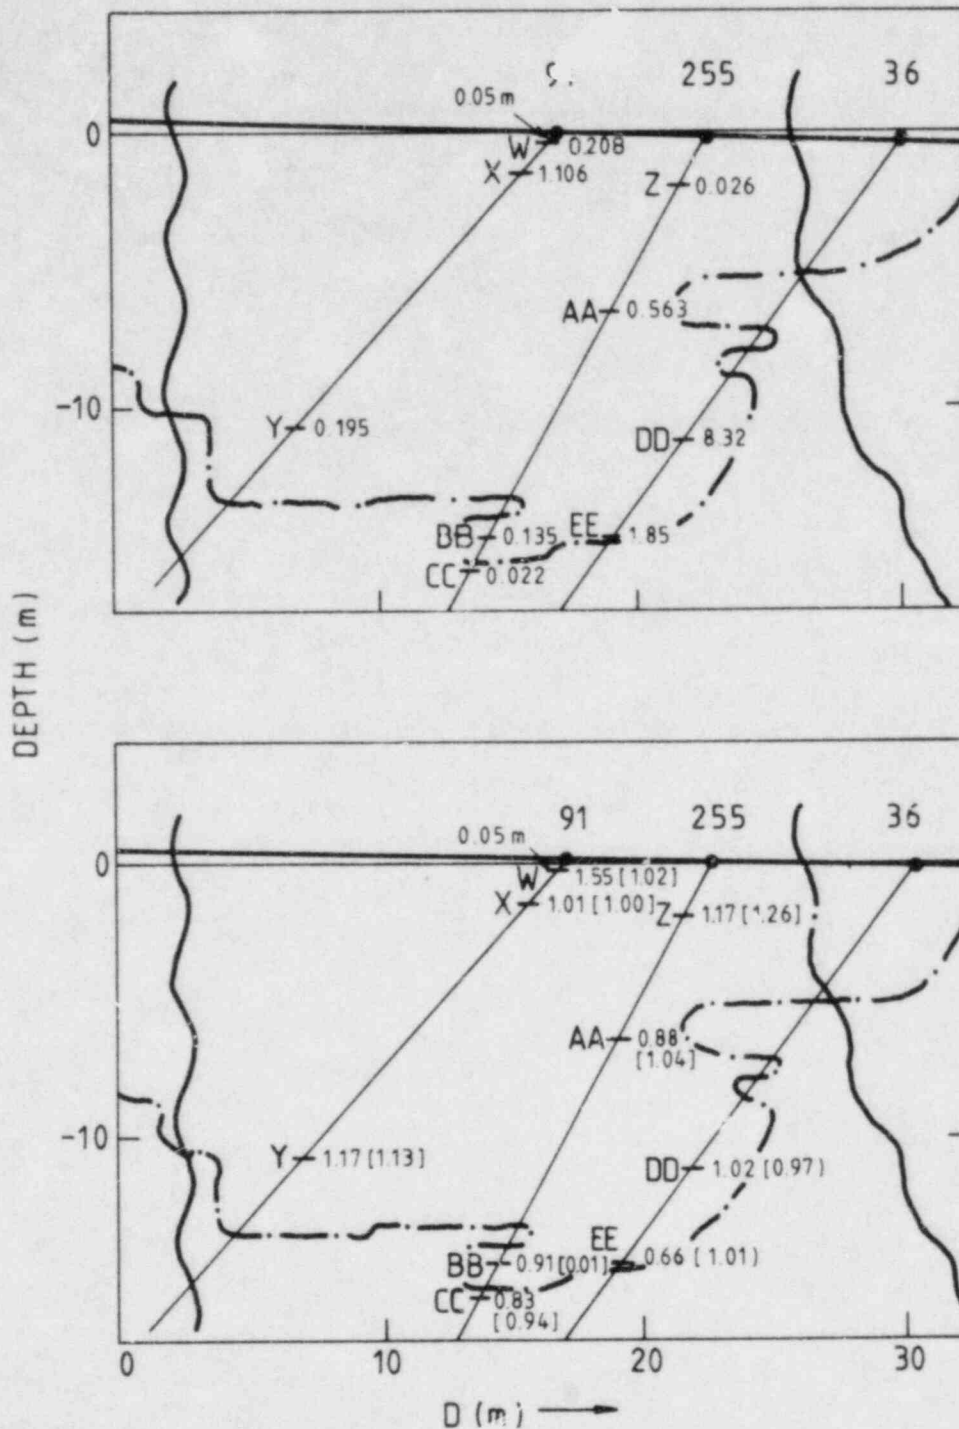 255 36
0.05 m
0
W 0.208
X 1.106
Z 0.026
AA 0.563
-10
Y 0.195
DD 8.32
BB 0.135
EE 1.85
CC 0.022
DEPTH (m)
91 255 36
0.05 m
0
W 1.55 [1.02]
X 1.01 [1.00]
Z 1.17 [1.26]
AA 0.88
[1.04]
-10
Y 1.17 [1.13]
DD 1.02 [0.97)
EE 0.66 [1.01)
BB 0.91 [0.01]
CC 0.83
[0.94]
0 10 20 30
D (m)